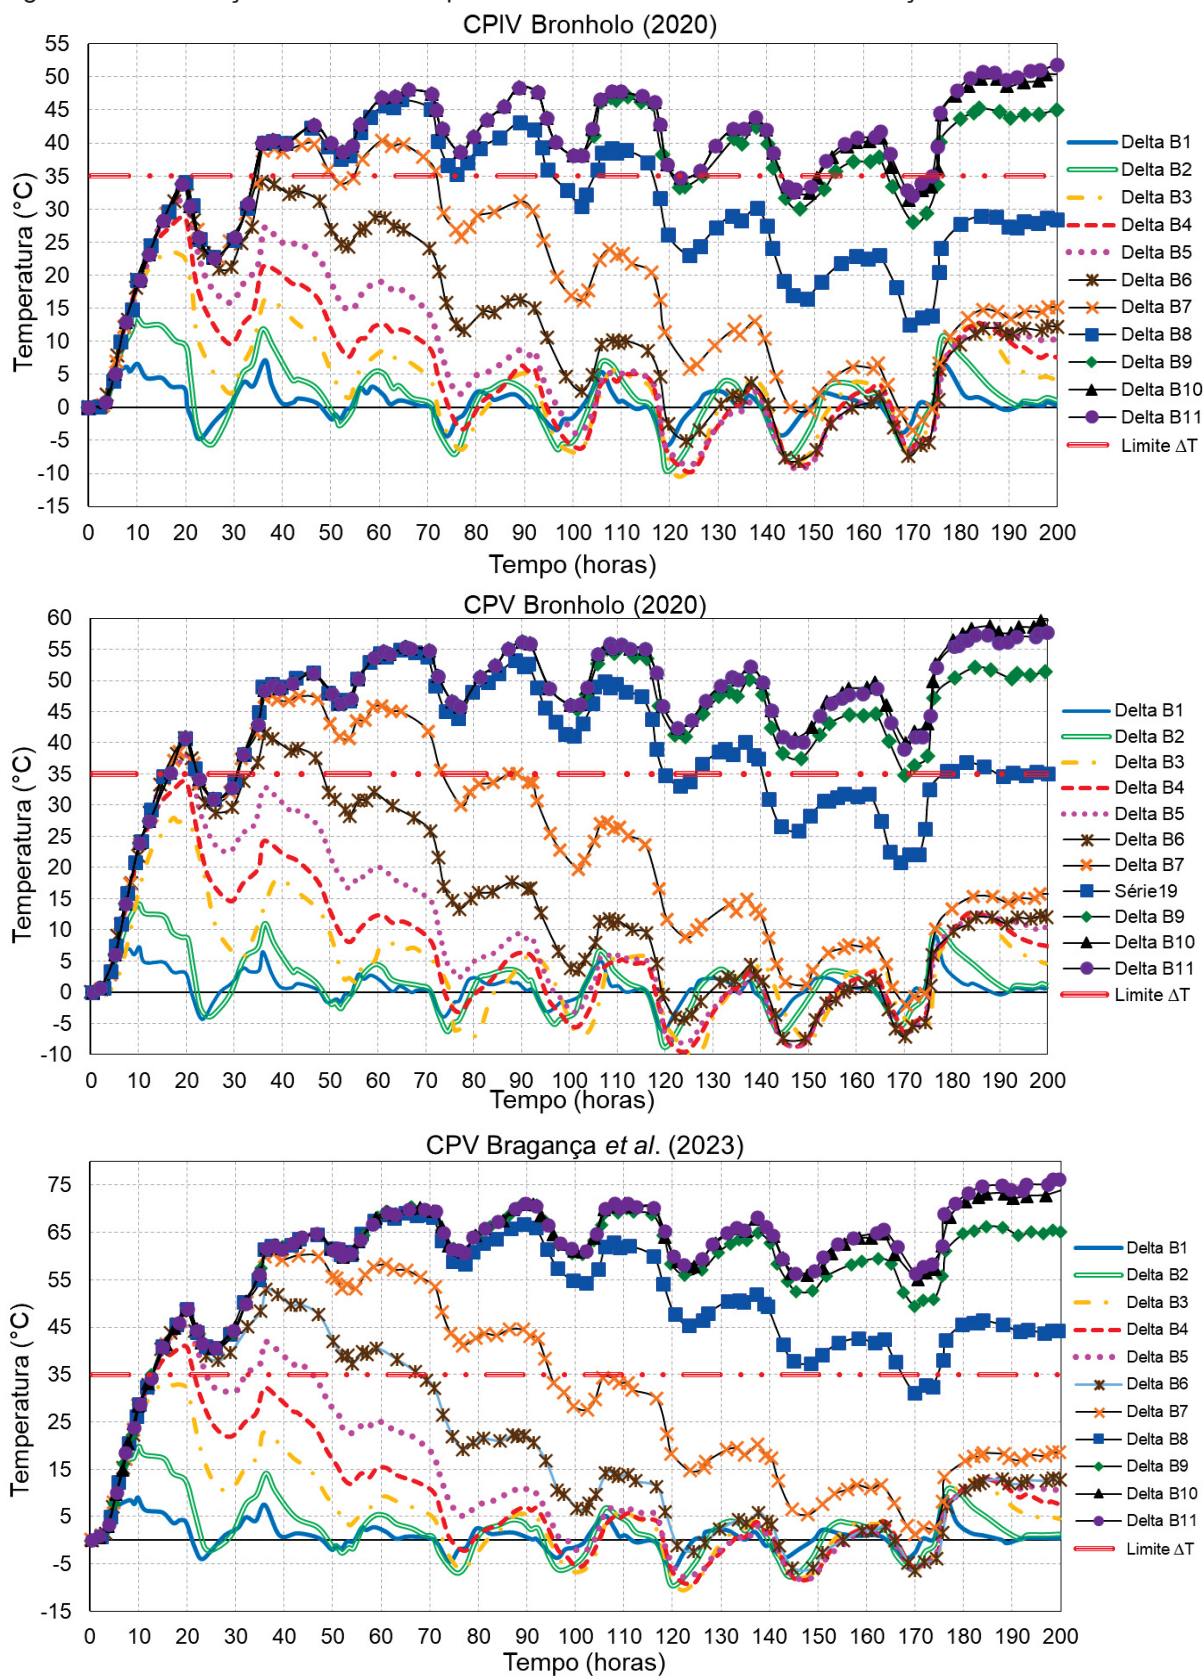 CPIV Bronholo (2020)
Temperatura (°C)
55
50
45
40
35
30
25
20
15
10
5
0
-5
-10
-15
0 10 20 30 40 50 60 70 80 90 100 110 120 130 140 150 160 170 180 190 200
Tempo (horas)
Delta B1
Delta B2
Delta B3
Delta B4
Delta B5
Delta B6
Delta B7
Delta B8
Delta B9
Delta B10
Delta B11
Limite ΔT
CPV Bronholo (2020)
Temperatura (°C)
60
55
50
45
40
35
30
25
20
15
10
5
0
-5
-10
0 10 20 30 40 50 60 70 80 90 100 110 120 130 140 150 160 170 180 190 200
Tempo (horas)
Delta B1
Delta B2
Delta B3
Delta B4
Delta B5
Delta B6
Delta B7
Série19
Delta B9
Delta B10
Delta B11
Limite ΔT
CPV Bragança et al. (2023)
Temperatura (°C)
75
65
55
45
35
25
15
5
-5
-15
0 10 20 30 40 50 60 70 80 90 100 110 120 130 140 150 160 170 180 190 200
Tempo (horas)
Delta B1
Delta B2
Delta B3
Delta B4
Delta B5
Delta B6
Delta B7
Delta B8
Delta B9
Delta B10
Delta B11
Limite ΔT